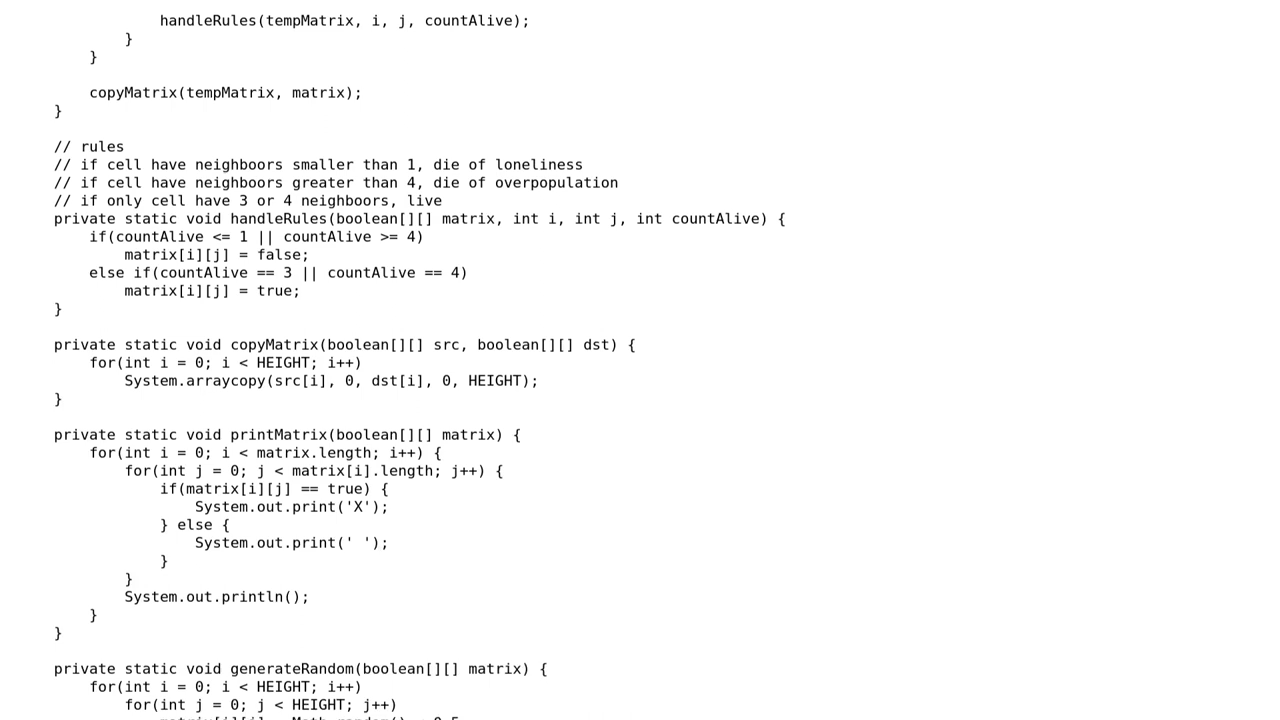 handleRules(tempMatrix, i, j, countAlive);
}
}
copyMatrix(tempMatrix, matrix);
}
// rules
// if cell have neighboors smaller than 1, die of loneliness
// if cell have neighboors greater than 4, die of overpopulation
// if only cell have 3 or 4 neighboors, live
private static void handleRules(boolean[][] matrix, int i, int j, int countAlive) {
if(countAlive <= 1 || countAlive >= 4)
matrix[i][j] = false;
else if(countAlive == 3 || countAlive == 4)
matrix[i][j] = true;
}
private static void copyMatrix(boolean[][] src, boolean[][] dst) {
for(int i = 0; i < HEIGHT; i++)
System.arraycopy(src[i], 0, dst[i], 0, HEIGHT);
}
private static void printMatrix(boolean[][] matrix) {
for(int i = 0; i < matrix.length; i++) {
for(int j = 0; j < matrix[i].length; j++) {
if(matrix[i][j] == true) {
System.out.print('X');
} else {
System.out.print(' ');
}
}
System.out.println();
}
}
private static void generateRandom(boolean[][] matrix) {
for(int i = 0; i < HEIGHT; i++)
for(int j = 0; j < HEIGHT; j++)